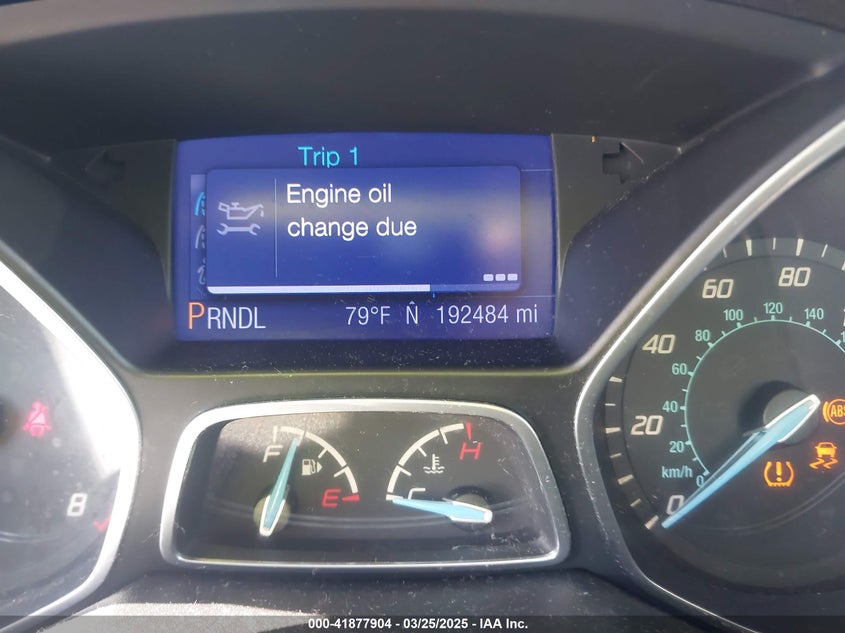 Trip 1
Engine oil
change due
PRNDL 79°F N̂ 192484 mi
F E
C H
8
0 20 40 60 80
km/h 0 20 40 60 80 100 120 140
ABS
000-41877904 - 03/25/2025 - IAA Inc.